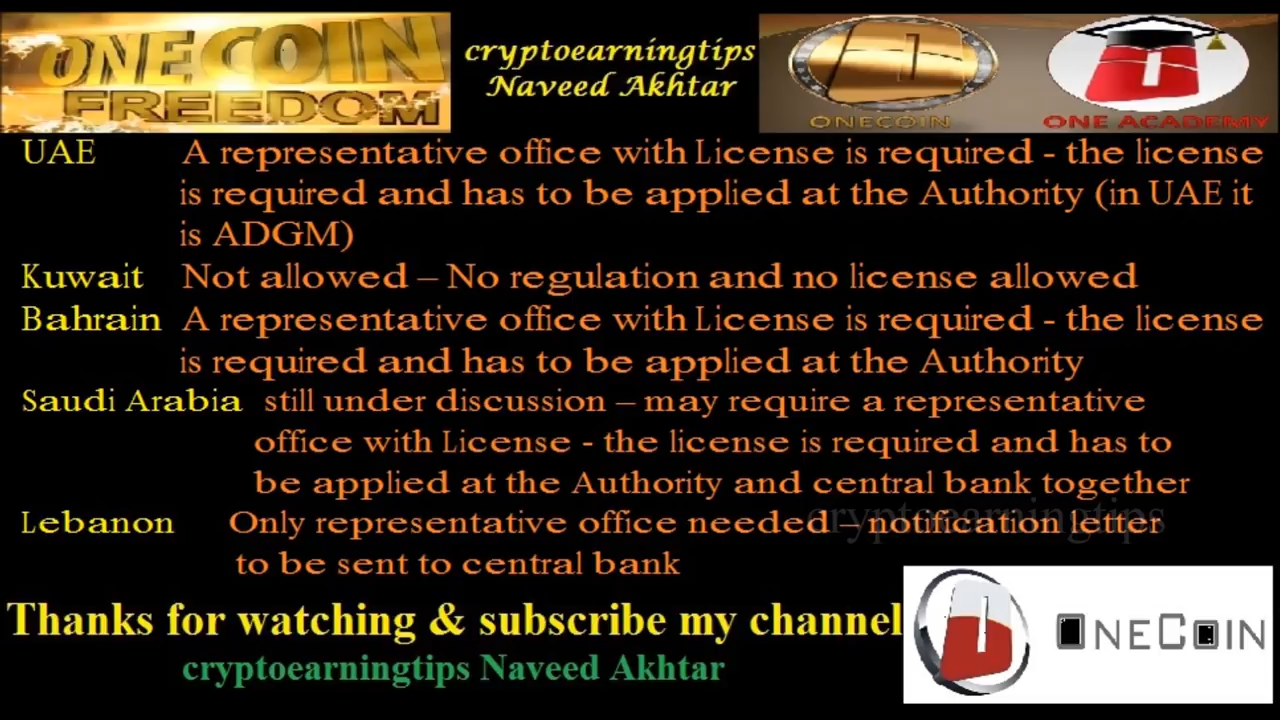 ONE COIN
FREEDOM
cryptoearningtips
Naveed Akhtar
ONECOIN
ONE ACADEMY
UAE A representative office with License is required - the license
is required and has to be applied at the Authority (in UAE it
is ADGM)
Kuwait Not allowed – No regulation and no license allowed
Bahrain A representative office with License is required - the license
is required and has to be applied at the Authority
Saudi Arabia still under discussion – may require a representative
office with License - the license is required and has to
be applied at the Authority and central bank together
Lebanon Only representative office needed – notification letter
cryptoearningtips
to be sent to central bank
Thanks for watching & subscribe my channel
cryptoearningtips Naveed Akhtar
ONECOIN